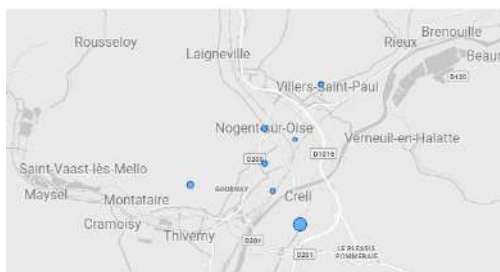 Brenouille
Rousseloy
Rieux
Laigneville
Beaur
D120
Villers-Saint-Paul
Nogent-sur-Oise
Verneuil-en-Halatte
D1016
D200
Saint-Vaast-lès-Mello
Maysel
GOURNAY
Montataire
Creil
Cramoisy
Thiverny
D201
LE PLESSIS
POMMERAIE
D201